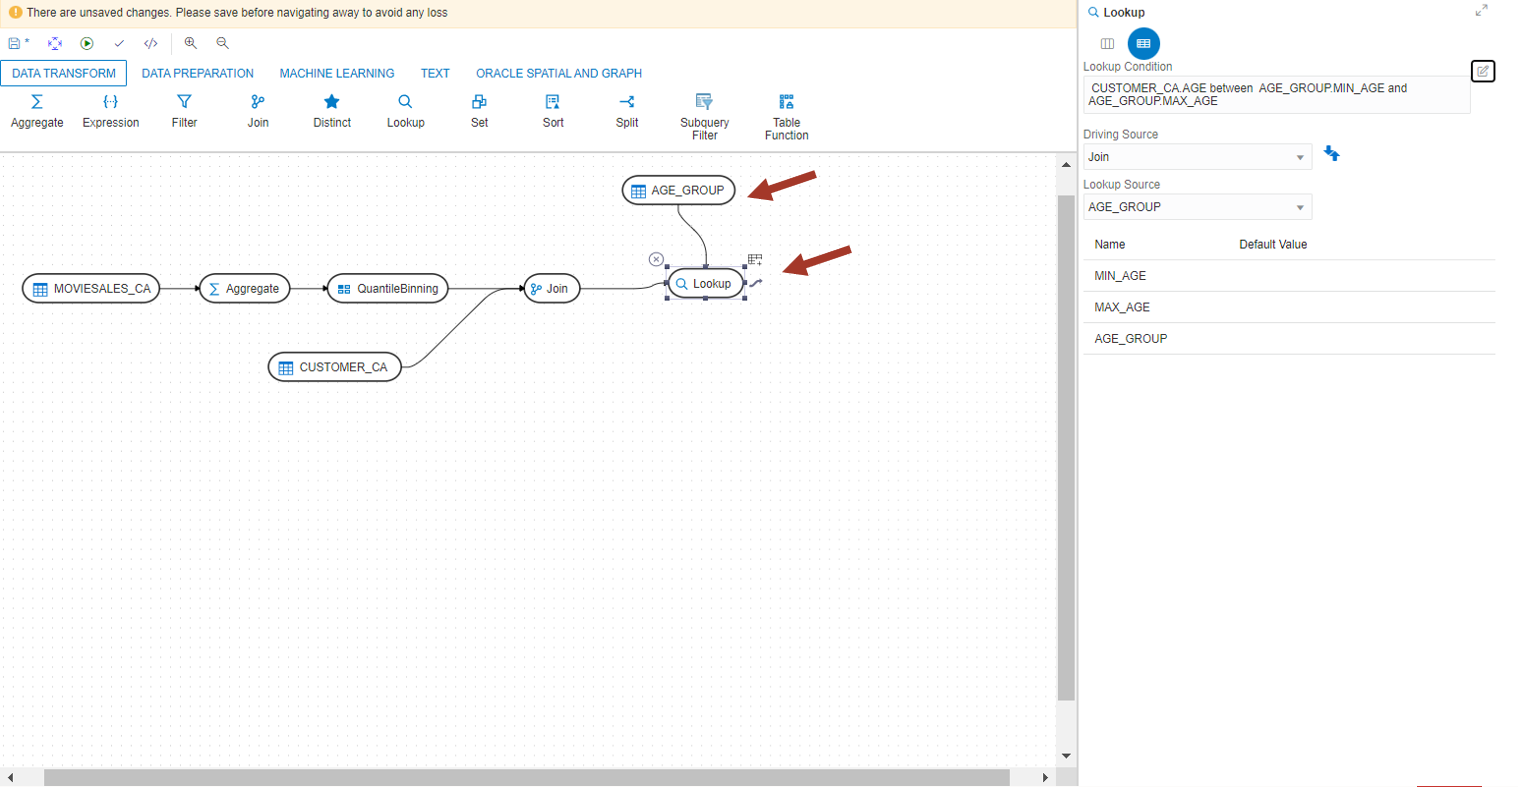 There are unsaved changes. Please save before navigating away to avoid any loss
*
DATA TRANSFORM DATA PREPARATION MACHINE LEARNING TEXT ORACLE SPATIAL AND GRAPH
Aggregate Expression Filter Join Distinct Lookup Set Sort Split Subquery Filter Table Function
AGE_GROUP
MOVIESALES_CA Aggregate QuantileBinning Join Lookup
CUSTOMER_CA
Lookup
Lookup Condition
CUSTOMER_CA.AGE between AGE_GROUP.MIN_AGE and
AGE_GROUP.MAX_AGE
Driving Source
Join
Lookup Source
AGE_GROUP
Name Default Value
MIN_AGE
MAX_AGE
AGE_GROUP